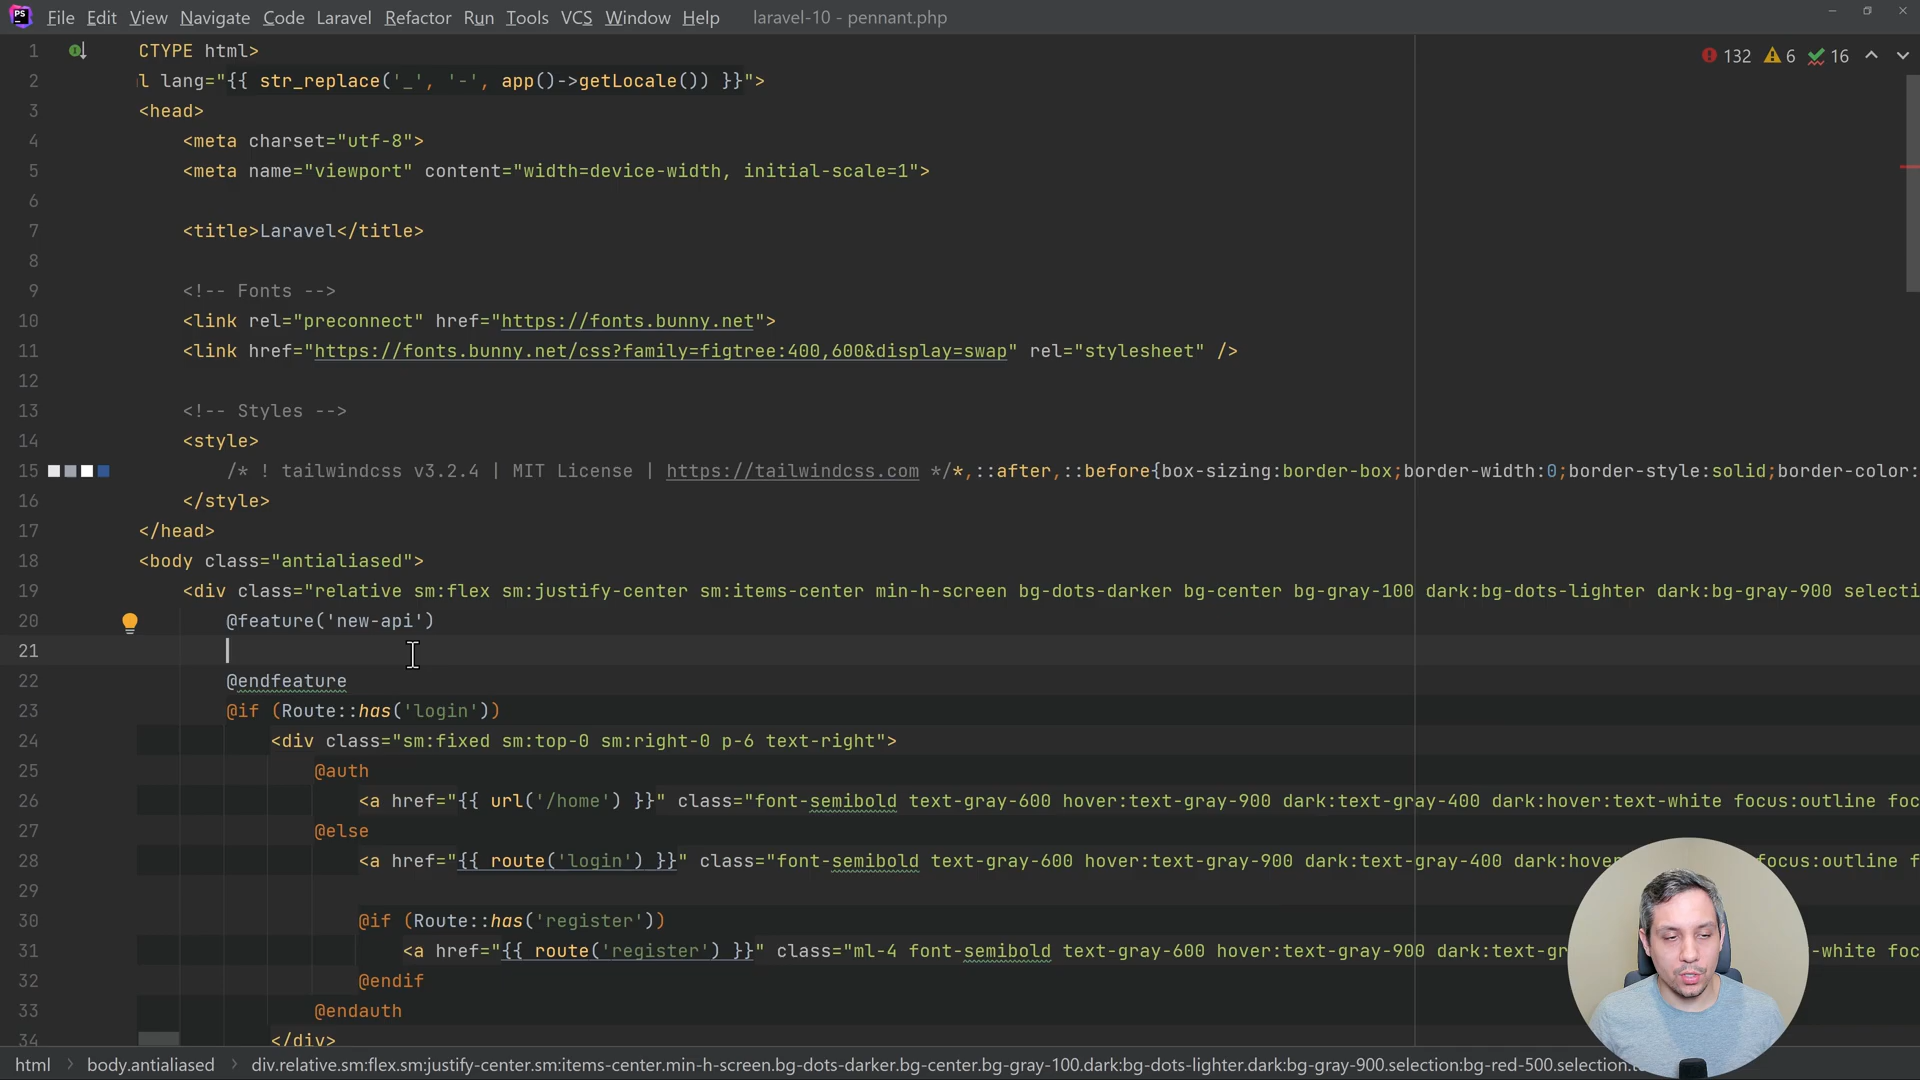 File Edit View Navigate Code Laravel Refactor Run Tools VCS Window Help laravel-10 - pennant.php
132 6 16
1 CTYPE html>
2 l lang="{{ str_replace('_', '-', app()->getLocale()) }}">
3 <head>
4 <meta charset="utf-8">
5 <meta name="viewport" content="width=device-width, initial-scale=1">
6
7 <title>Laravel</title>
8
9 <!-- Fonts -->
10 <link rel="preconnect" href="https://fonts.bunny.net">
11 <link href="https://fonts.bunny.net/css?family=figtree:400,600&display=swap" rel="stylesheet" />
12
13 <!-- Styles -->
14 <style>
15 /* ! tailwindcss v3.2.4 | MIT License | https://tailwindcss.com */*,::after,::before{box-sizing:border-box;border-width:0;border-style:solid;border-color:
16 </style>
17 </head>
18 <body class="antialiased">
19 <div class="relative sm:flex sm:justify-center sm:items-center min-h-screen bg-dots-darker bg-center bg-gray-100 dark:bg-dots-lighter dark:bg-gray-900 selecti
20 @feature('new-api')
21
22 @endfeature
23 @if (Route::has('login'))
24 <div class="sm:fixed sm:top-0 sm:right-0 p-6 text-right">
25 @auth
26 <a href="{{ url('/home') }}" class="font-semibold text-gray-600 hover:text-gray-900 dark:text-gray-400 dark:hover:text-white focus:outline foc
27 @else
28 <a href="{{ route('login') }}" class="font-semibold text-gray-600 hover:text-gray-900 dark:text-gray-400 dark:hove focus:outline f
29
30 @if (Route::has('register'))
31 <a href="{{ route('register') }}" class="ml-4 font-semibold text-gray-600 hover:text-gray-900 dark:text-gr -white foc
32 @endif
33 @endauth
34 </div>
html body.antialiased div.relative.sm:flex.sm:justify-center.sm:items-center.min-h-screen.bg-dots-darker.bg-center.bg-gray-100.dark:bg-dots-lighter.dark:bg-gray-900.selection:bg-red-500.selection.t